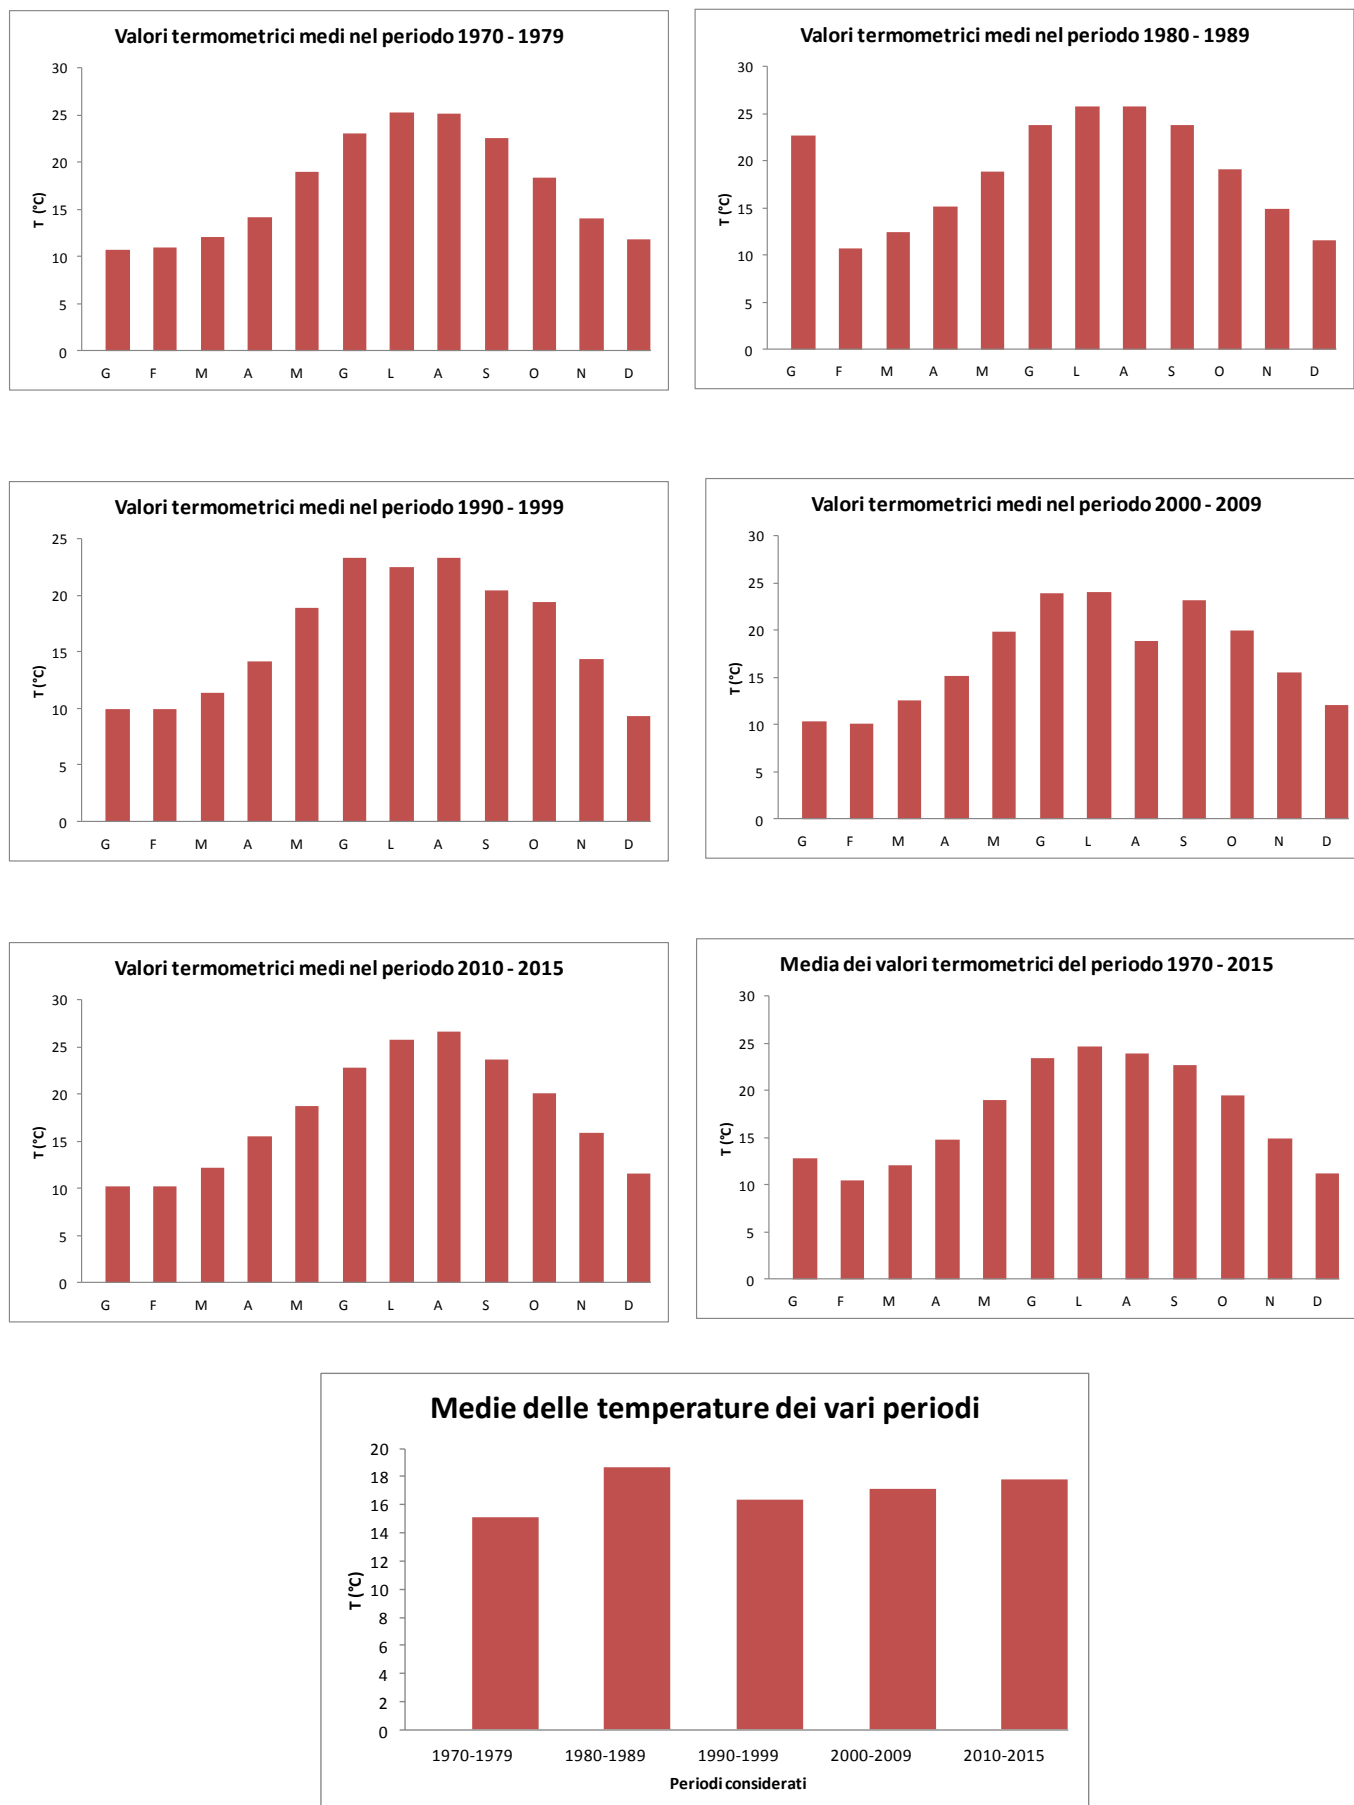 Valori termometrici medi nel periodo 1970 - 1979
30
25
20
15
10
5
0
T (°C)
G F M A M G L A S O N D
Valori termometrici medi nel periodo 1980 - 1989
30
25
20
15
10
5
0
T (°C)
G F M A M G L A S O N D
Valori termometrici medi nel periodo 1990 - 1999
25
20
15
10
5
0
T (°C)
G F M A M G L A S O N D
Valori termometrici medi nel periodo 2000 - 2009
30
25
20
15
10
5
0
T (°C)
G F M A M G L A S O N D
Valori termometrici medi nel periodo 2010 - 2015
30
25
20
15
10
5
0
T (°C)
G F M A M G L A S O N D
Media dei valori termometrici del periodo 1970 - 2015
30
25
20
15
10
5
0
T (°C)
G F M A M G L A S O N D
Medie delle temperature dei vari periodi
20
18
16
14
12
10
8
6
4
2
0
T (°C)
1970-1979 1980-1989 1990-1999 2000-2009 2010-2015
Periodi considerati